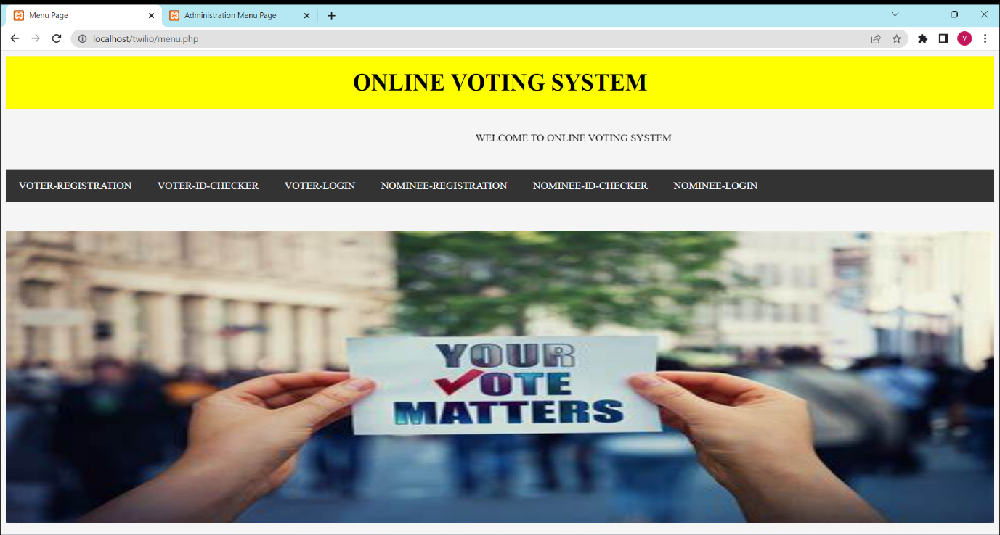 Menu Page
Administration Menu Page
localhost/twilio/menu.php
V
ONLINE VOTING SYSTEM
WELCOME TO ONLINE VOTING SYSTEM
VOTER-REGISTRATION VOTER-ID-CHECKER VOTER-LOGIN NOMINEE-REGISTRATION NOMINEE-ID-CHECKER NOMINEE-LOGIN
YOUR
VOTE
MATTERS